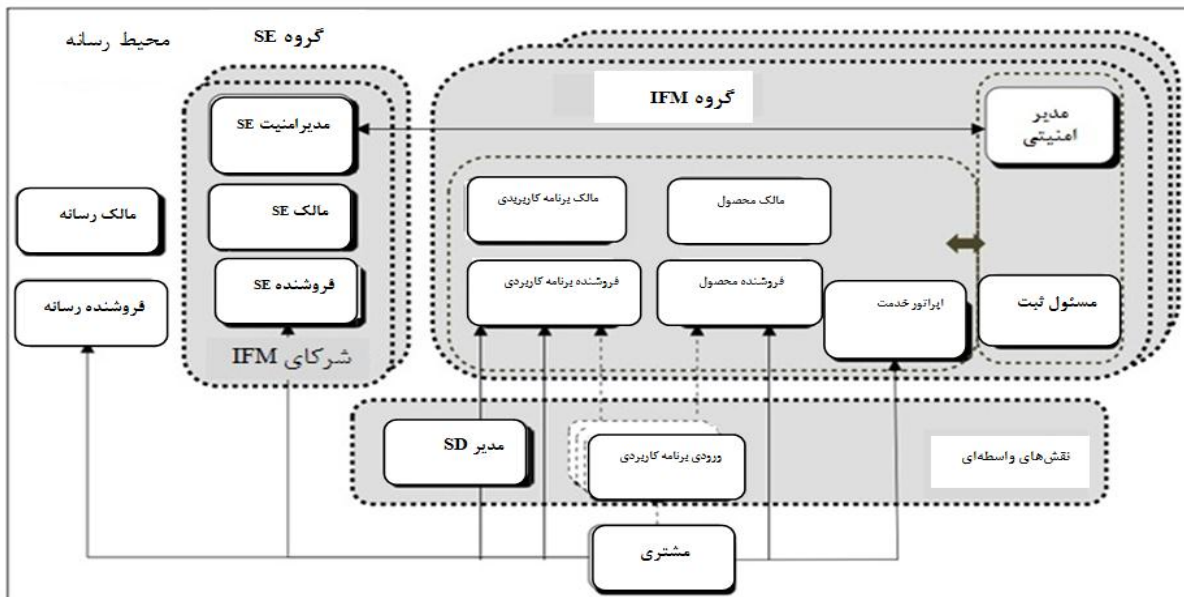 محیط رسانه
گروه SE
گروه IFM
مدیر
امنیتی
مدیرامنیت SE
مالک رسانه
مالک SE
مالک برنامه کاربریدی
مالک محصول
فروشنده رسانه
فروشنده SE
فروشنده برنامه کاربردی
فروشنده محصول
اپراتور خدمت
مسئول ثبت
شرکای IFM
مدیر SD
ورودی برنامه کاربردی
نقش‌های واسطه‌ای
مشتری